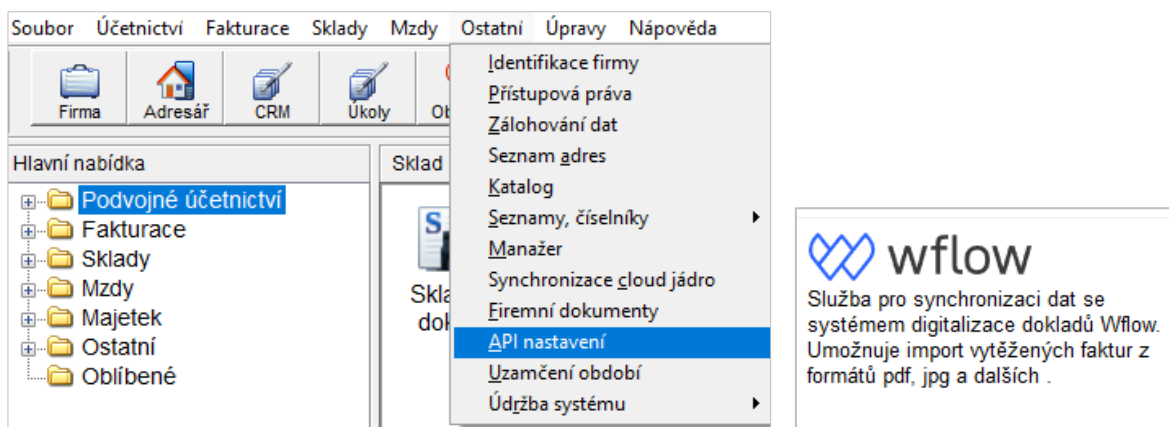 Soubor Účetnictví Fakturace Sklady Mzdy Ostatní Úpravy Nápověda
Firma Adresář CRM Úkoly
Identifikace firmy
Přístupová práva
Zálohování dat
Seznam adres
Katalog
Seznamy, číselníky
Manažer
Synchronizace cloud jádro
Firemní dokumenty
API nastavení
Uzamčení období
Údržba systému
Hlavní nabídka
Podvojné účetnictví
Fakturace
Sklady
Mzdy
Majetek
Ostatní
Oblíbené
Sklad
wflow
Služba pro synchronizaci dat se
systémem digitalizace dokladů Wflow.
Umožnuje import vytěžených faktur z
formátů pdf, jpg a dalších .